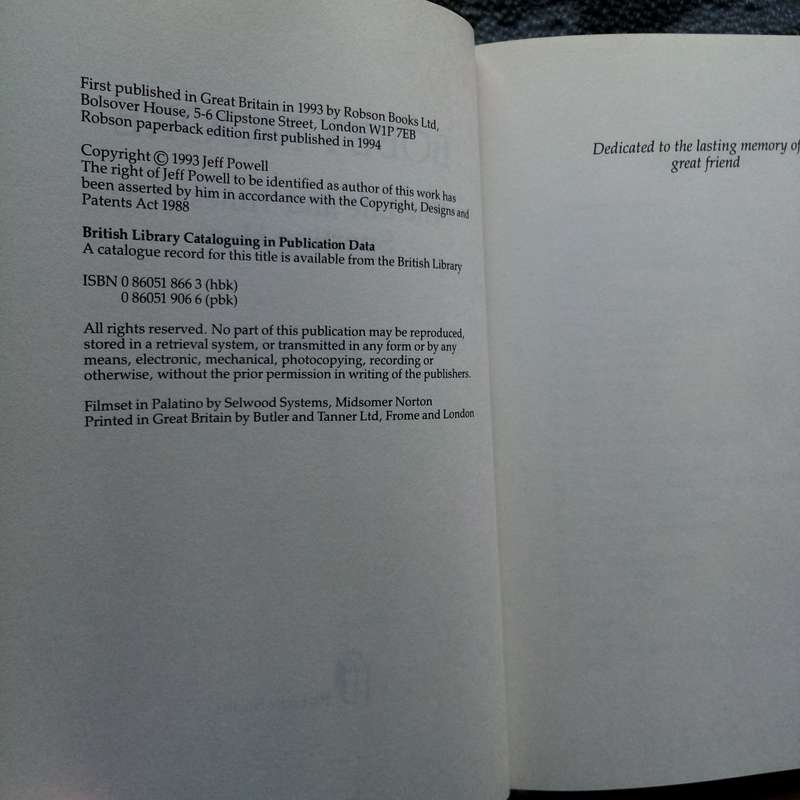 First published in Great Britain in 1993 by Robson Books Ltd,
Bolsover House, 5-6 Clipstone Street, London W1P 7EB
Robson paperback edition first published in 1994
Copyright © 1993 Jeff Powell
The right of Jeff Powell to be identified as author of this work has
been asserted by him in accordance with the Copyright, Designs and
Patents Act 1988
British Library Cataloguing in Publication Data
A catalogue record for this title is available from the British Library
ISBN 0 86051 866 3 (hbk)
0 86051 906 6 (pbk)
All rights reserved. No part of this publication may be reproduced,
stored in a retrieval system, or transmitted in any form or by any
means, electronic, mechanical, photocopying, recording or
otherwise, without the prior permission in writing of the publishers.
Filmset in Palatino by Selwood Systems, Midsomer Norton
Printed in Great Britain by Butler and Tanner Ltd, Frome and London
Dedicated to the lasting memory of
great friend